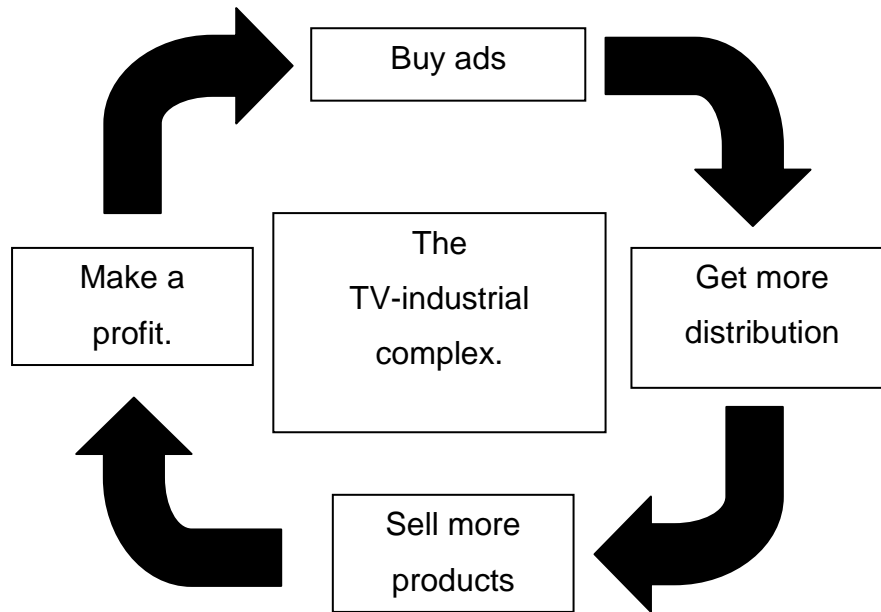 Buy ads
The
TV-industrial
complex.
Make a
profit.
Get more
distribution
Sell more
products